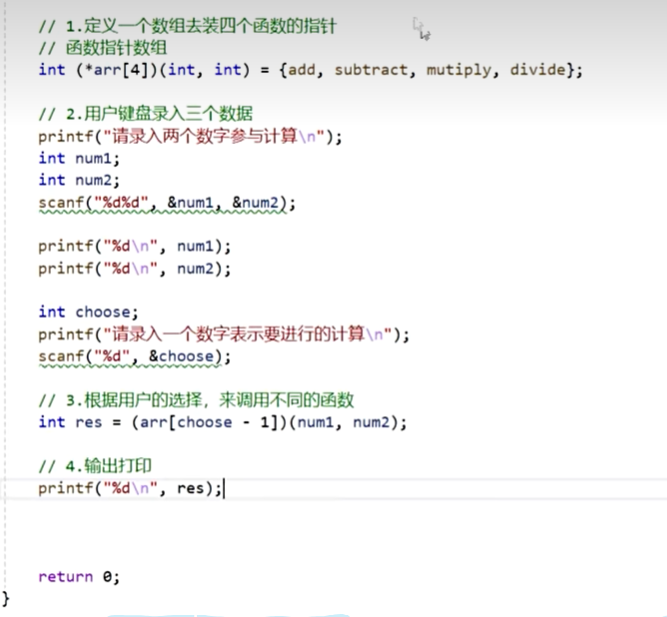 // 1.定义一个数组去装四个函数的指针
// 函数指针数组
int (*arr[4])(int, int) = {add, subtract, mutiply, divide};
// 2.用户键盘录入三个数据
printf("请录入两个数字参与计算\n");
int num1;
int num2;
scanf("%d%d", &num1, &num2);
printf("%d\n", num1);
printf("%d\n", num2);
int choose;
printf("请录入一个数字表示要进行的计算\n");
scanf("%d", &choose);
// 3.根据用户的选择，来调用不同的函数
int res = (arr[choose - 1])(num1, num2);
// 4.输出打印
printf("%d\n", res);
return 0;
}